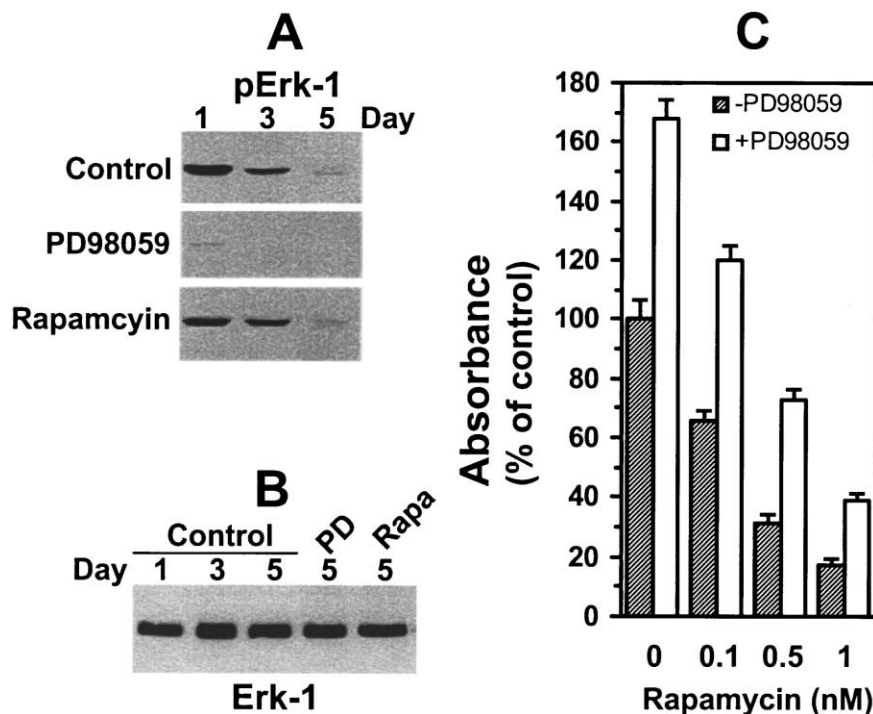 A
pErk-1
1 3 5 Day
Control
PD98059
Rapamcyin
B
Control PD Rapa
Day 1 3 5 5 5
Erk-1
C
180
160
140
120
100
80
60
40
20
0
Absorbance
(% of control)
-PD98059
+PD98059
0 0.1 0.5 1
Rapamycin (nM)